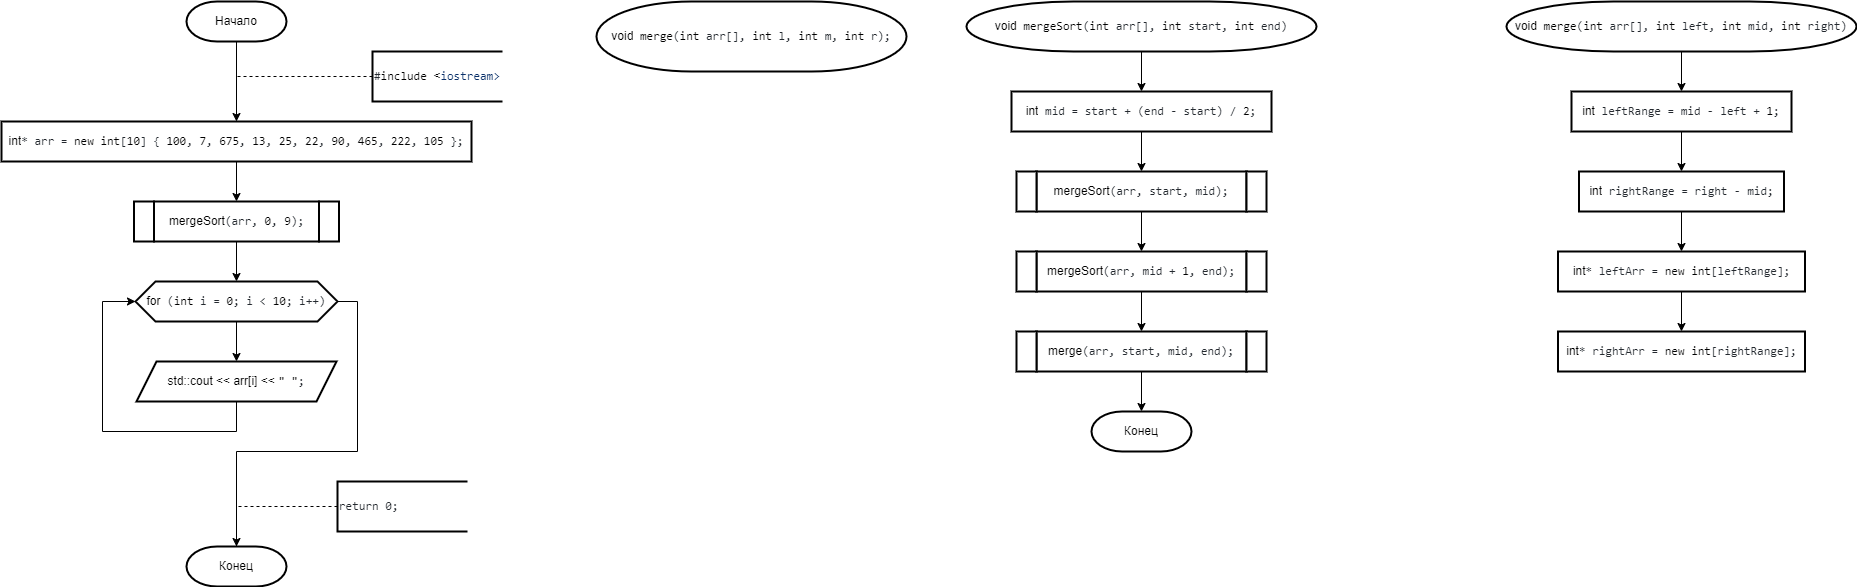 Начало
#include <iostream>
int* arr = new int[10] { 100, 7, 675, 13, 25, 22, 90, 465, 222, 105 };
mergeSort(arr, 0, 9);
for (int i = 0; i < 10; i++)
std::cout << arr[i] << " ";
return 0;
Конец
void merge(int arr[], int l, int m, int r);
void mergeSort(int arr[], int start, int end)
int mid = start + (end - start) / 2;
mergeSort(arr, start, mid);
mergeSort(arr, mid + 1, end);
merge(arr, start, mid, end);
Конец
void merge(int arr[], int left, int mid, int right)
int leftRange = mid - left + 1;
int rightRange = right - mid;
int* leftArr = new int[leftRange];
int* rightArr = new int[rightRange];